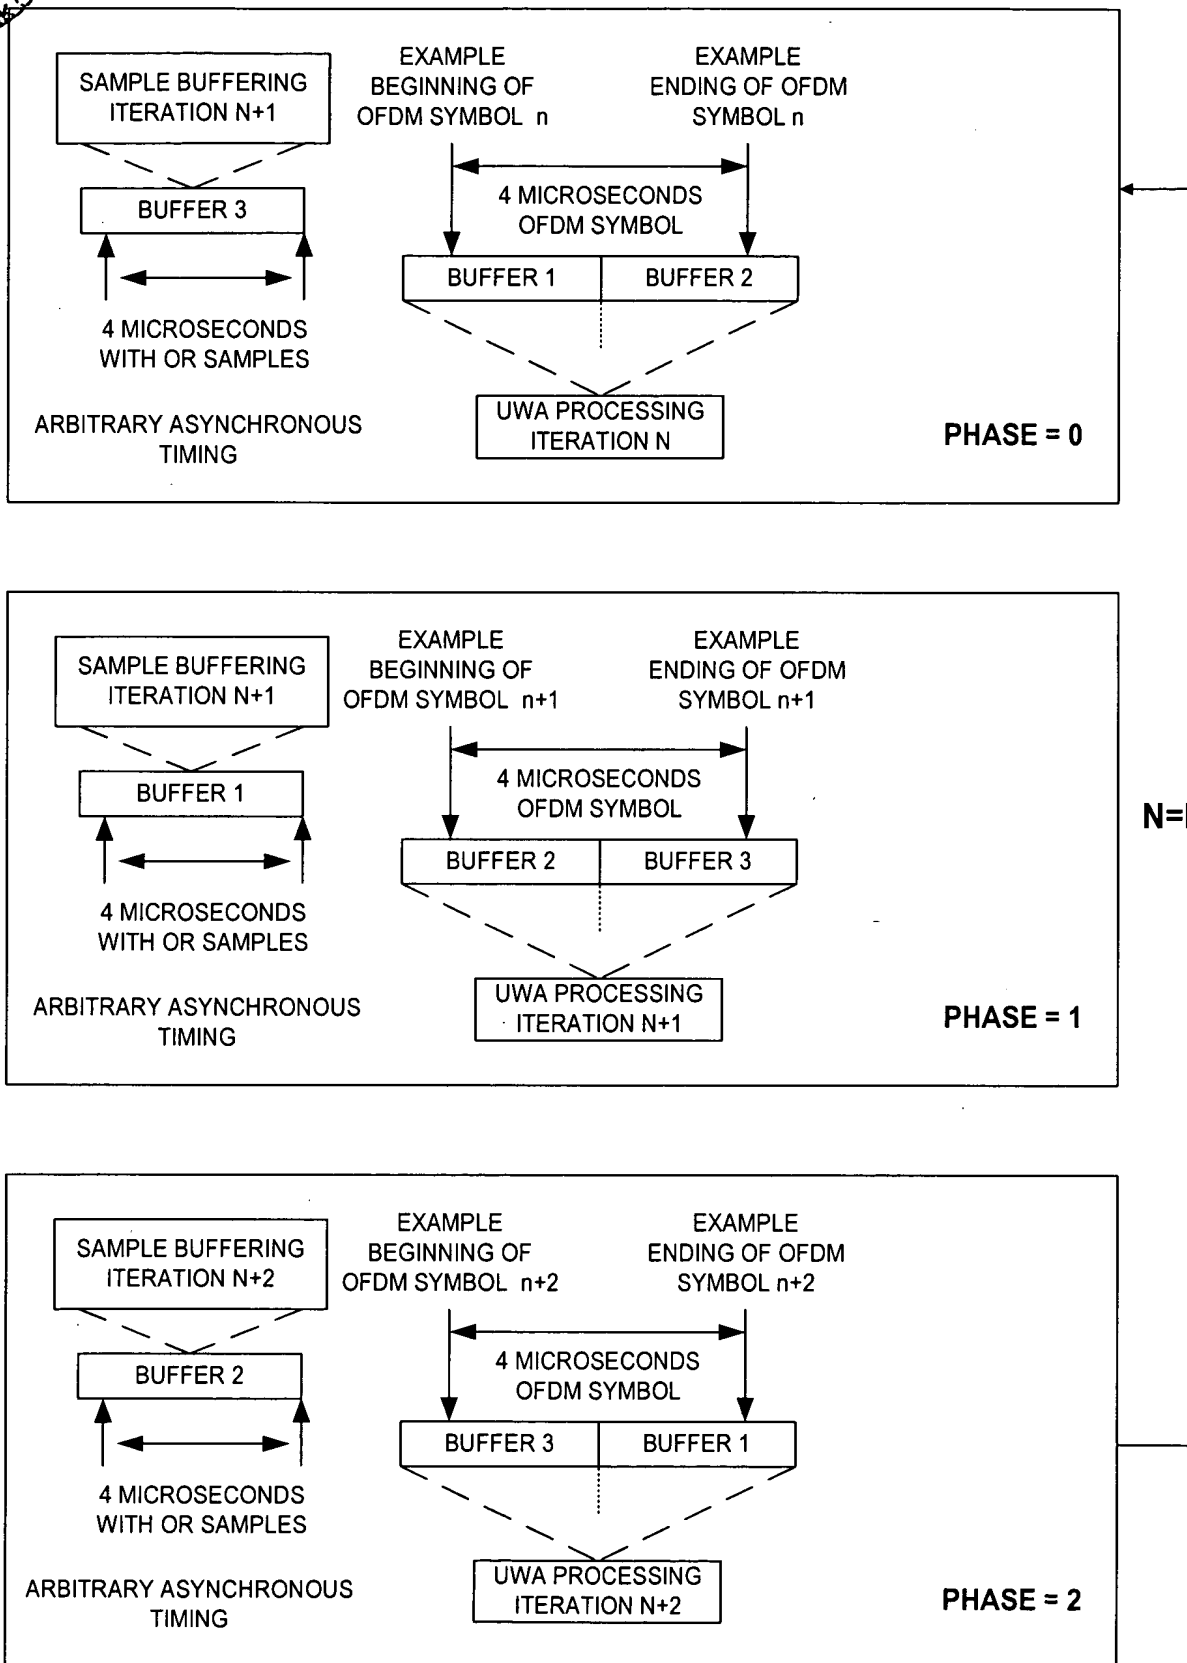 SAMPLE BUFFERING
ITERATION N+1
EXAMPLE
BEGINNING OF
OFDM SYMBOL n
EXAMPLE
ENDING OF OFDM
SYMBOL n
4 MICROSECONDS
OFDM SYMBOL
BUFFER 3
BUFFER 1
BUFFER 2
4 MICROSECONDS
WITH OR SAMPLES
ARBITRARY ASYNCHRONOUS
TIMING
UWA PROCESSING
ITERATION N
PHASE = 0
SAMPLE BUFFERING
ITERATION N+1
EXAMPLE
BEGINNING OF
OFDM SYMBOL n+1
EXAMPLE
ENDING OF OFDM
SYMBOL n+1
4 MICROSECONDS
OFDM SYMBOL
BUFFER 1
BUFFER 2
BUFFER 3
4 MICROSECONDS
WITH OR SAMPLES
ARBITRARY ASYNCHRONOUS
TIMING
UWA PROCESSING
ITERATION N+1
PHASE = 1
N=
SAMPLE BUFFERING
ITERATION N+2
EXAMPLE
BEGINNING OF
OFDM SYMBOL n+2
EXAMPLE
ENDING OF OFDM
SYMBOL n+2
4 MICROSECONDS
OFDM SYMBOL
BUFFER 2
BUFFER 3
BUFFER 1
4 MICROSECONDS
WITH OR SAMPLES
ARBITRARY ASYNCHRONOUS
TIMING
UWA PROCESSING
ITERATION N+2
PHASE = 2